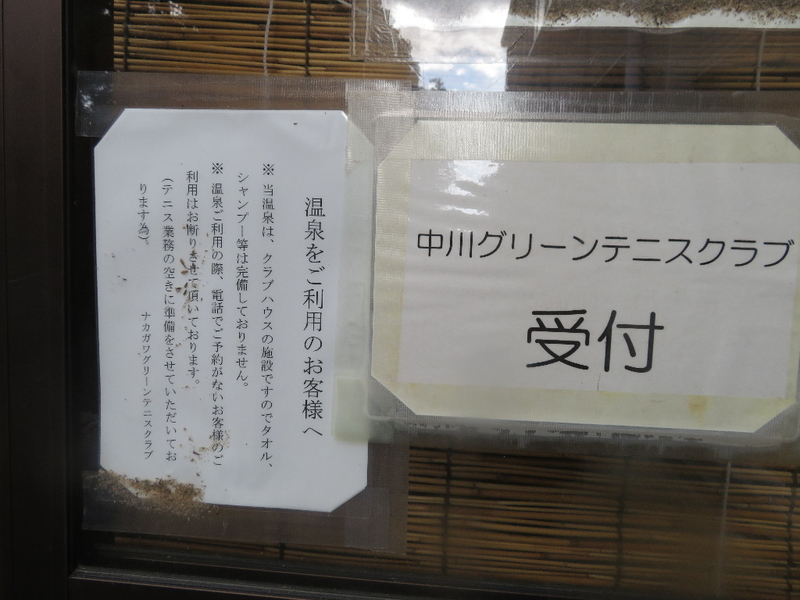 中川グリーンテニスクラブ
受付
温泉をご利用のお客様へ
※ 当温泉は、クラブハウスの施設ですのでタオル、
シャンプー等は完備しておりません。
※ 温泉ご利用の際、電話でご予約がないお客様のご
利用はお断りさせて頂いております。
(テニス業務の空きに準備をさせていただいてお
ります為)
ナカガワグリーンテニスクラブ